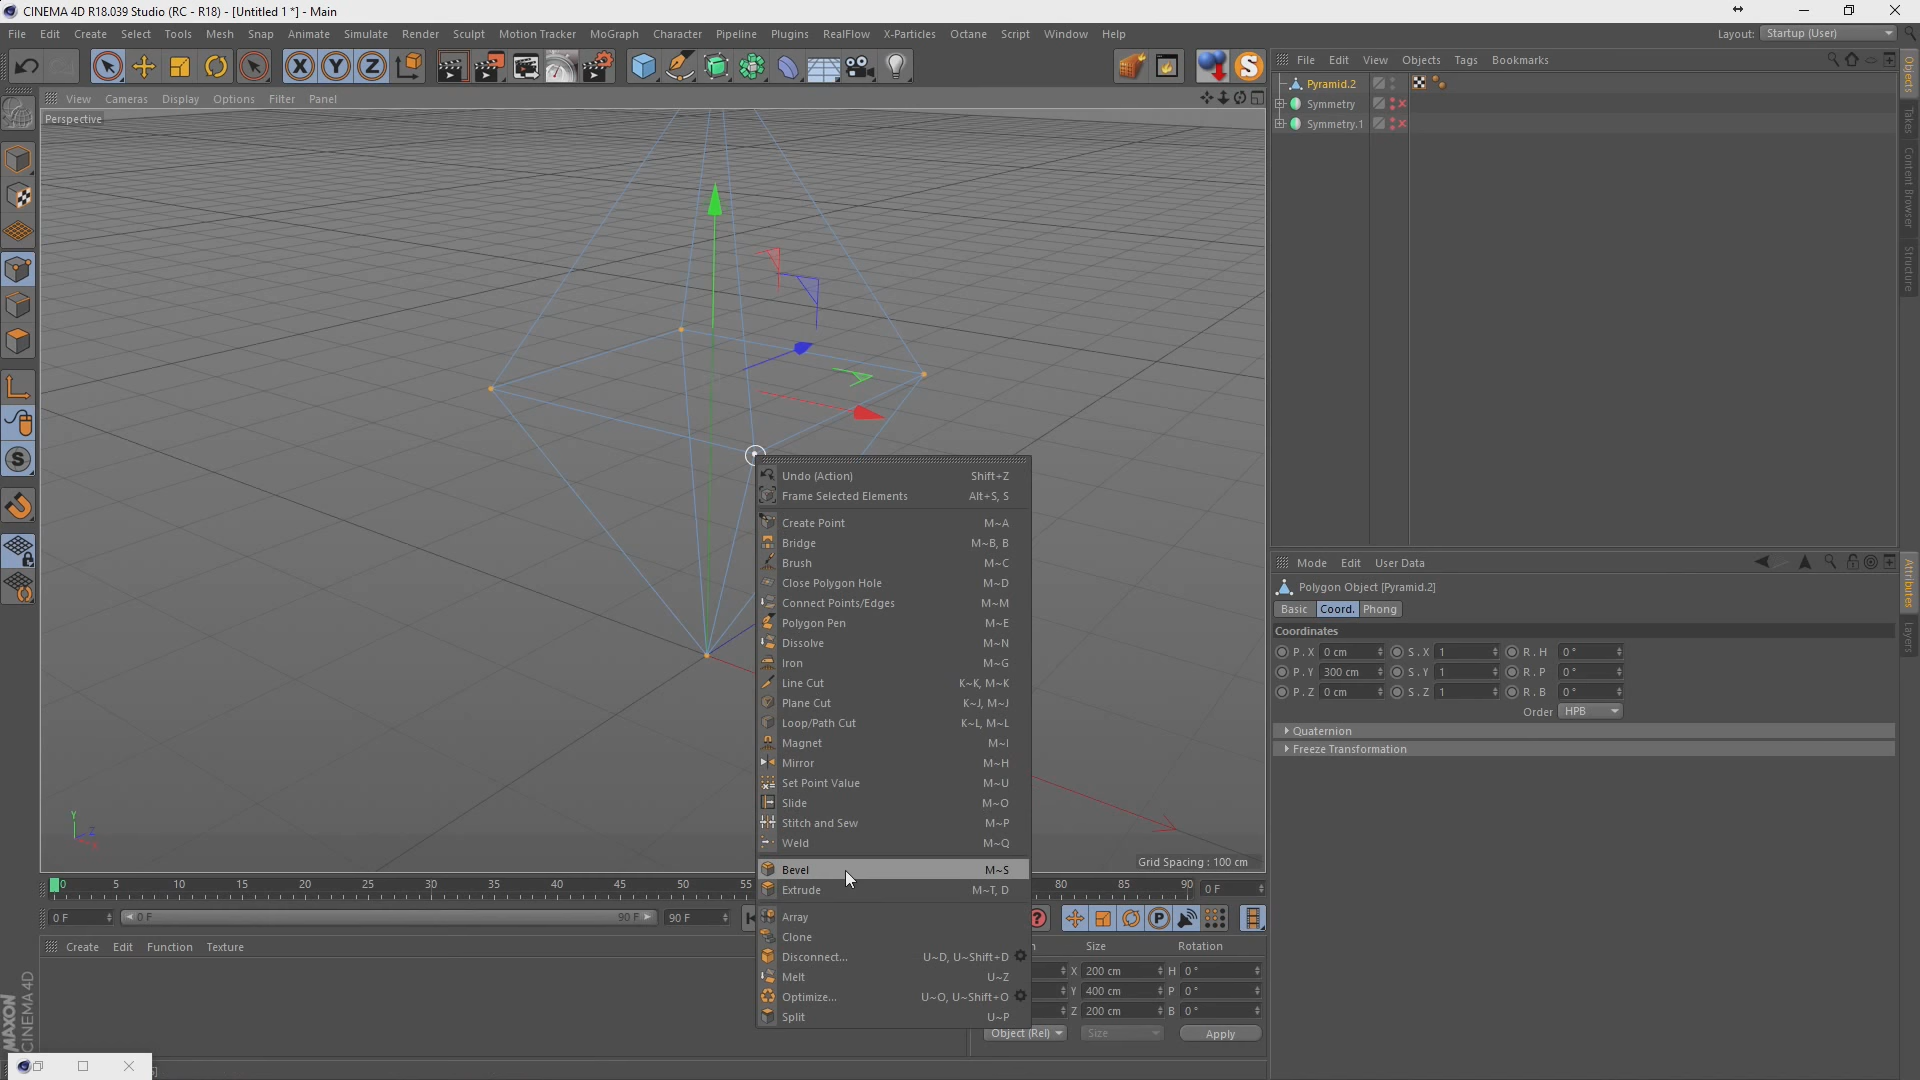 CINEMA 4D R18.039 Studio (RC - R18) - [Untitled 1 *] - Main
File Edit Create Select Tools Mesh Snap Animate Simulate Render Sculpt Motion Tracker MoGraph Character Pipeline Plugins RealFlow X-Particles Octane Script Window Help
Layout: Startup (User)
View Cameras Display Options Filter Panel
Perspective
File Edit View Objects Tags Bookmarks
Pyramid.2
Symmetry
Symmetry.1
Objects
Takes
Content Browser
Structure
Undo (Action) Shift+Z
Frame Selected Elements Alt+S, S
Create Point M~A
Bridge M~B, B
Brush M~C
Close Polygon Hole M~D
Connect Points/Edges M~M
Polygon Pen M~E
Dissolve M~N
Iron M~G
Line Cut K~K, M~K
Plane Cut K~J, M~J
Loop/Path Cut K~L, M~L
Magnet M~I
Mirror M~H
Set Point Value M~U
Slide M~O
Stitch and Sew M~P
Weld M~Q
Bevel M~S
Extrude M~T, D
Array
Clone
Disconnect... U~D, U~Shift+D
Melt U~Z
Optimize... U~O, U~Shift+O
Split U~P
Mode Edit User Data
Polygon Object [Pyramid.2]
Basic Coord. Phong
Coordinates
P . X 0 cm S . X 1 R . H 0 °
P . Y 300 cm S . Y 1 R . P 0 °
P . Z 0 cm S . Z 1 R . B 0 °
Order HPB
Quaternion
Freeze Transformation
Attributes
Layers
Y
Z
X
Grid Spacing : 100 cm
0 5 10 15 20 25 30 35 40 45 50 55 80 85 90 0 F
0 F 0 F 90 F 90 F
Create Edit Function Texture
Size Rotation
X 200 cm H 0 °
Y 400 cm P 0 °
Z 200 cm B 0 °
Object (Rel) Size Apply
MAXON
CINEMA 4D